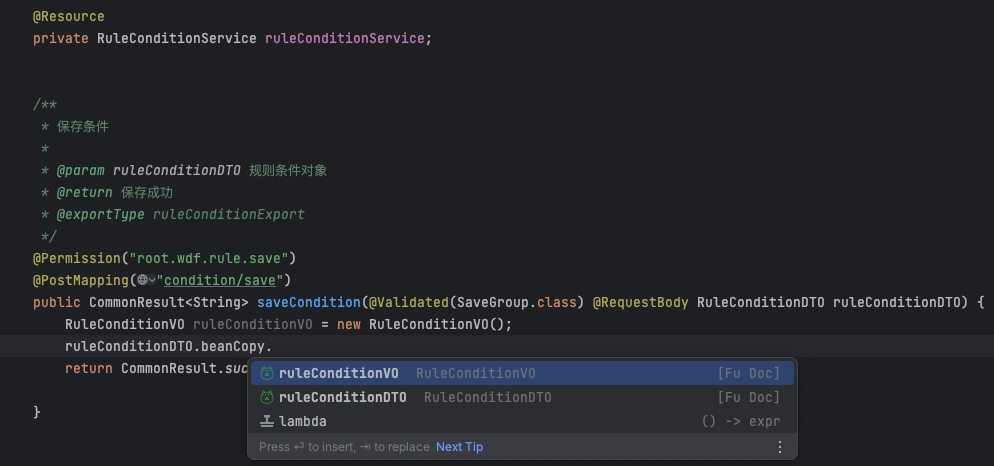 @Resource
private RuleConditionService ruleConditionService;
/**
* 保存条件
*
* @param ruleConditionDTO 规则条件对象
* @return 保存成功
* @exportType ruleConditionExport
*/
@Permission("root.wdf.rule.save")
@PostMapping("condition/save")
public CommonResult<String> saveCondition(@Validated(SaveGroup.class) @RequestBody RuleConditionDTO ruleConditionDTO) {
RuleConditionVO ruleConditionVO = new RuleConditionVO();
ruleConditionDTO.beanCopy.
return CommonResult.suc
ruleConditionVO RuleConditionVO [Fu Doc]
ruleConditionDTO RuleConditionDTO [Fu Doc]
lambda () -> expr
Press ⏎ to insert, ⇥ to replace Next Tip
}